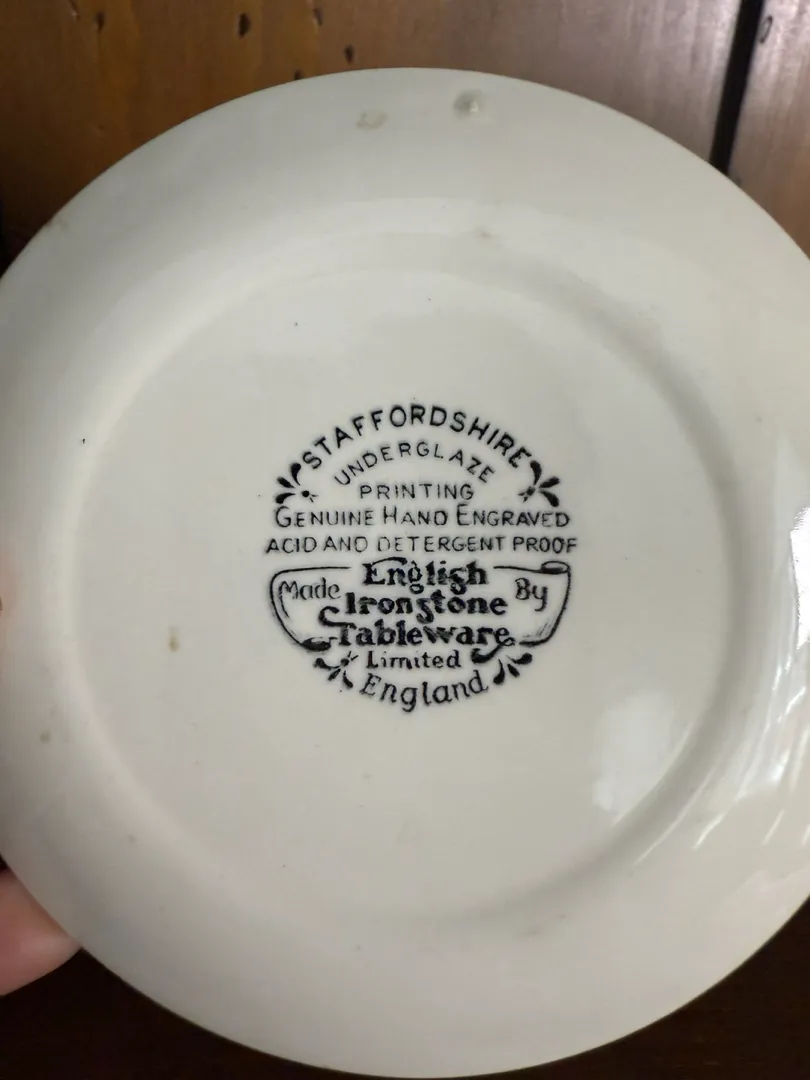 STAFFORDSHIRE
UNDERGLAZE
PRINTING
GENUINE HAND ENGRAVED
ACID AND DETERGENT PROOF
Made English By
Ironstone
Tableware
Limited
England